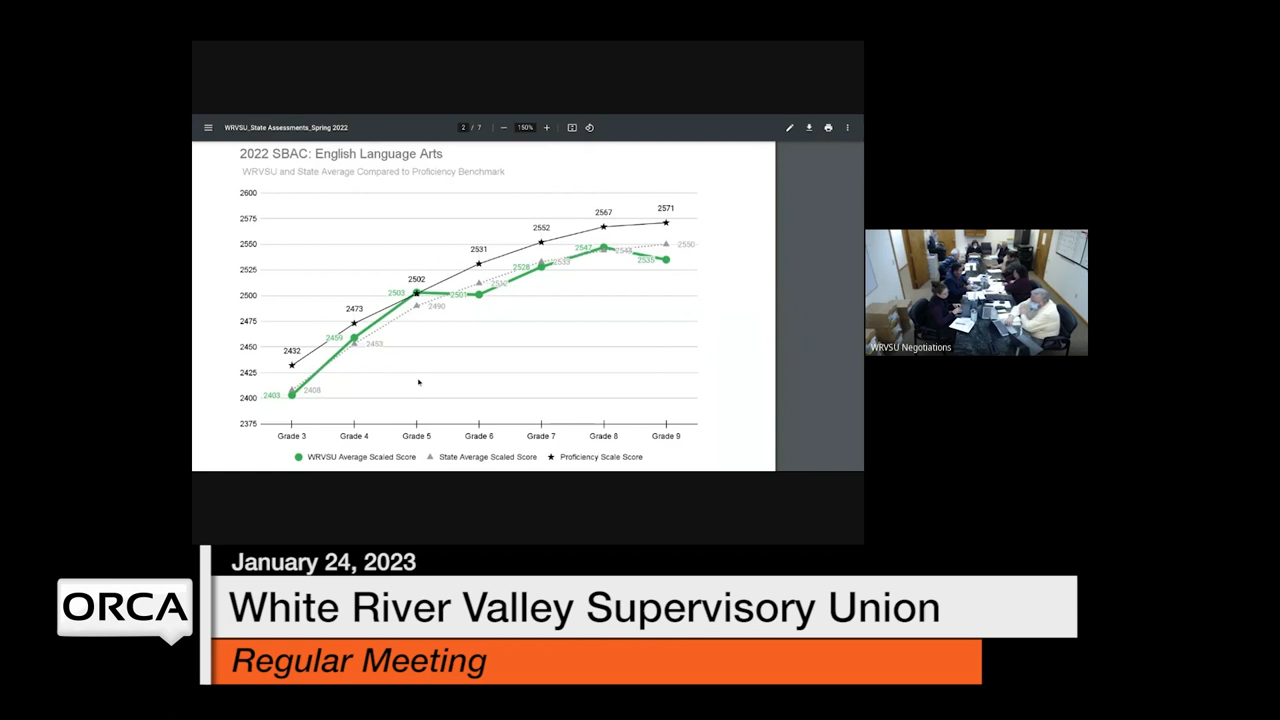 WRVSU_State Assessments_Spring 2022
2 / 7
150%
2022 SBAC: English Language Arts
WRVSU and State Average Compared to Proficiency Benchmark
2600
2575
2550
2525
2500
2475
2450
2425
2400
2375
2432
2473
2502
2531
2552
2567
2571
2403
2459
2503
2501
2528
2547
2535
2408
2453
2490
2533
2550
Grade 3
Grade 4
Grade 5
Grade 6
Grade 7
Grade 8
Grade 9
WRVSU Average Scaled Score
State Average Scaled Score
Proficiency Scale Score
WRVSU Negotiations
January 24, 2023
ORCA
White River Valley Supervisory Union
Regular Meeting